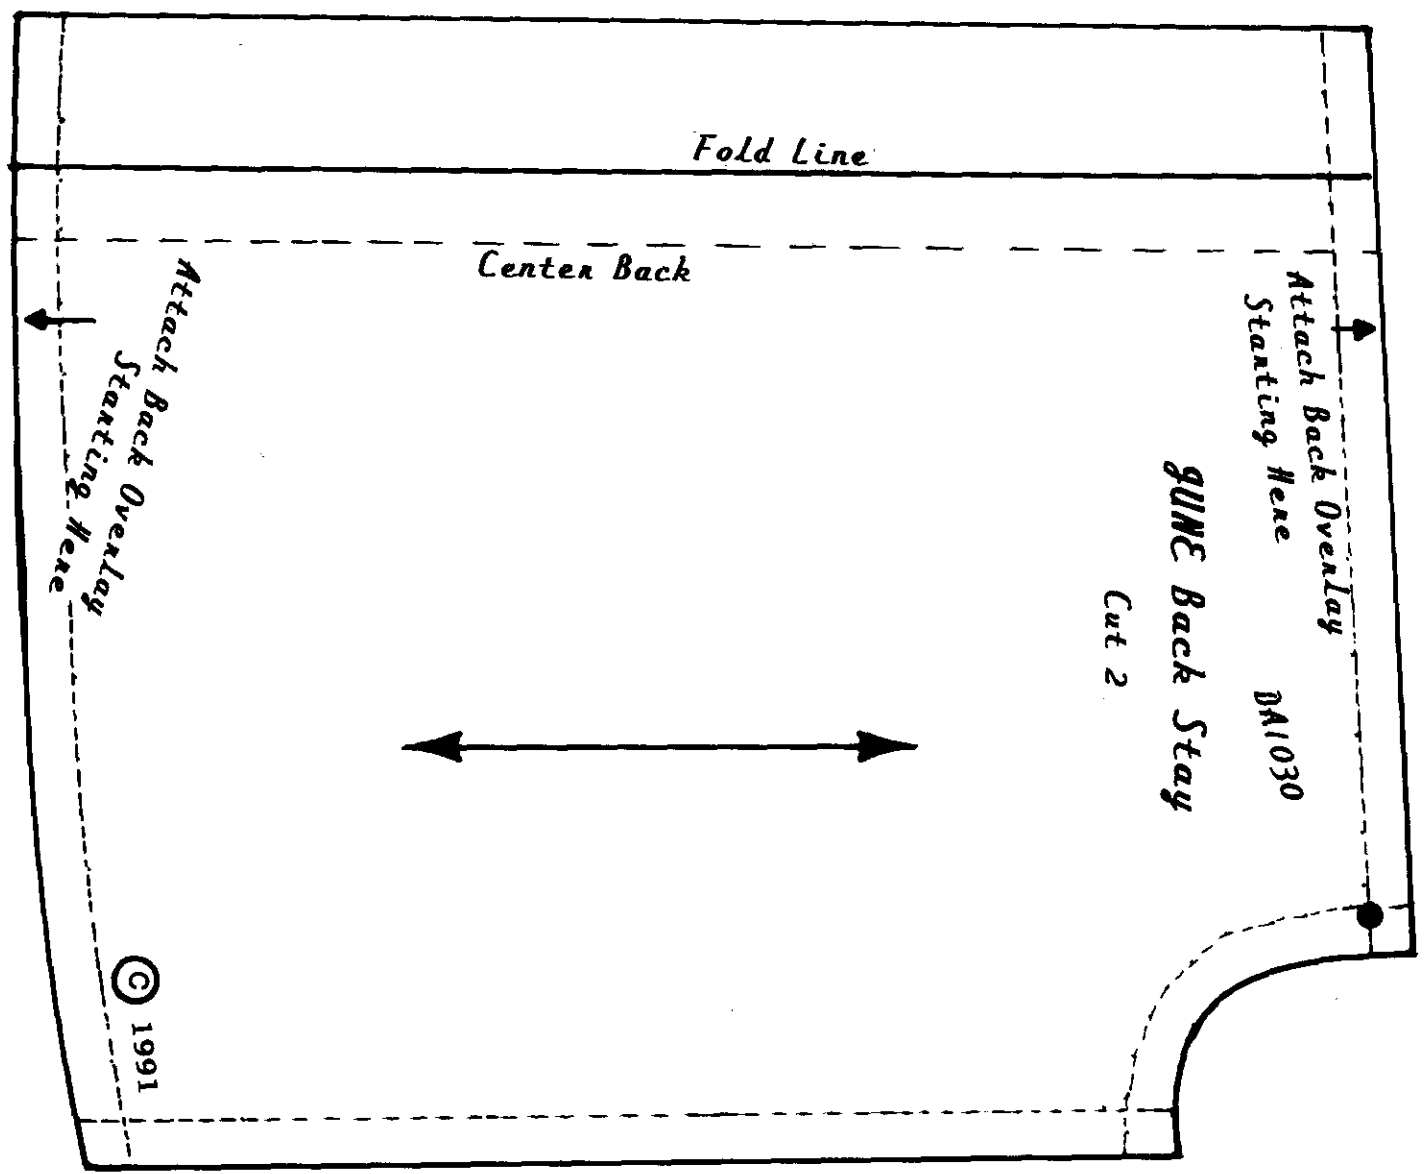 Fold Line
Center Back
Attach Back Overlay
Starting Here
Attach Back Overlay
Starting Here
DA1030
JUNE Back Stay
Cut 2
© 1991